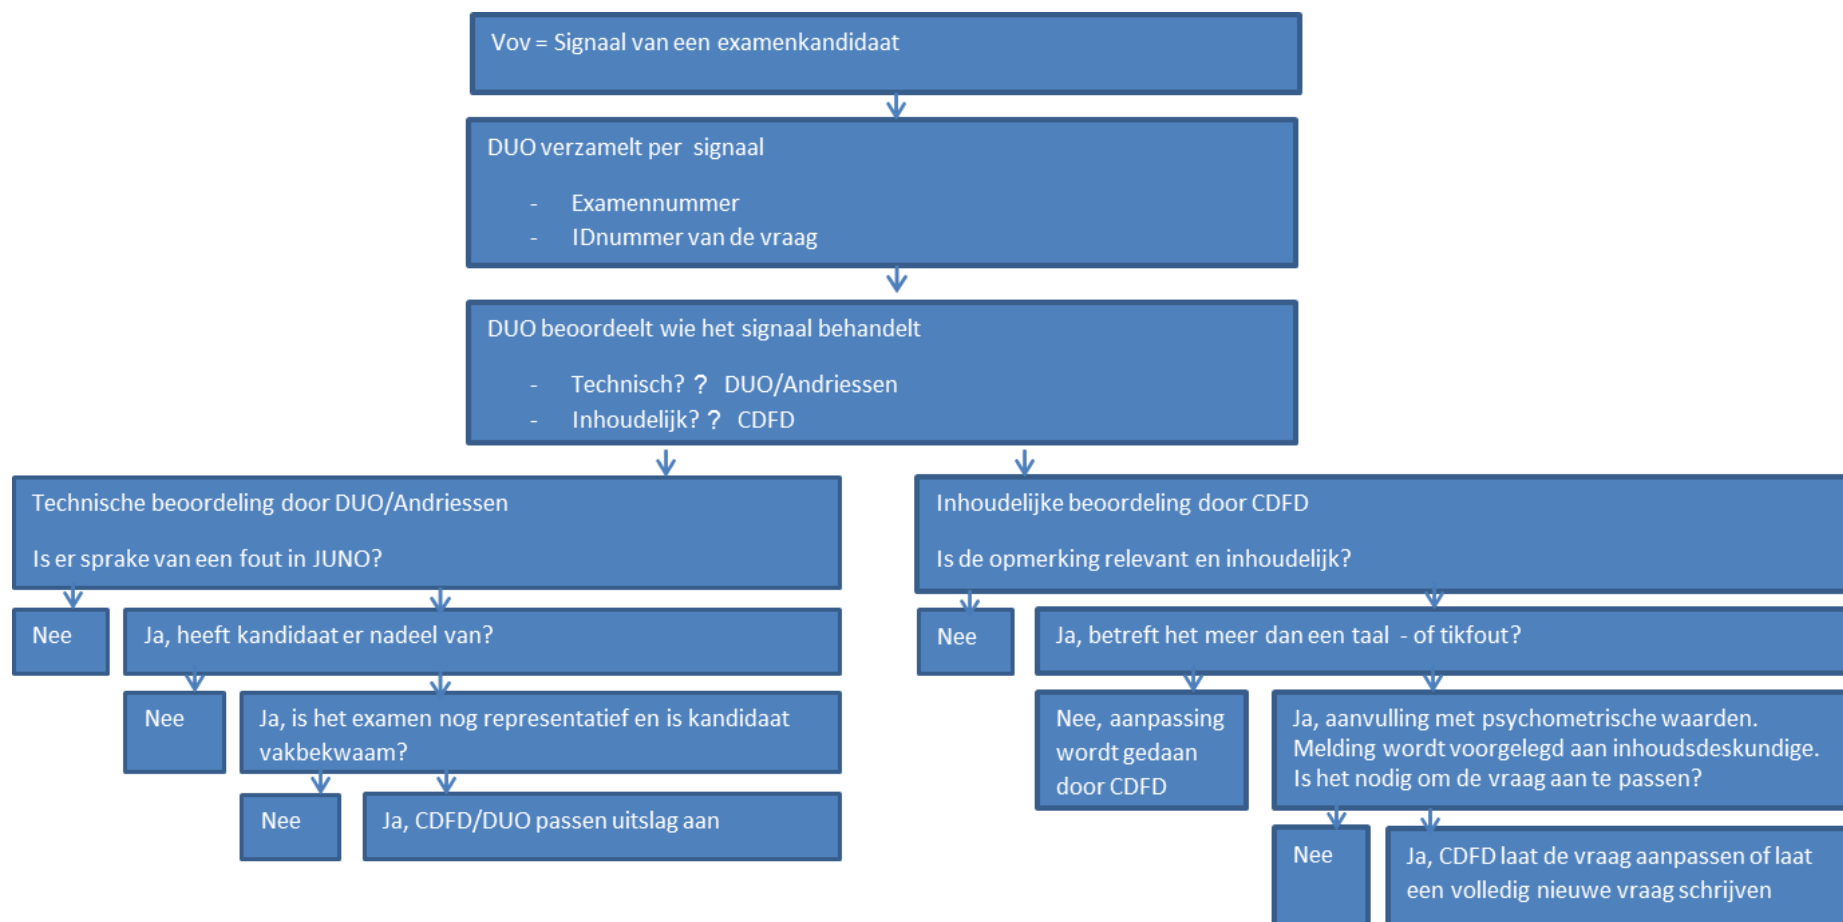 Vov = Signaal van een examenkandidaat
DUO verzamelt per signaal
- Examennummer
- IDnummer van de vraag
DUO beoordeelt wie het signaal behandelt
- Technisch? ? DUO/Andriessen
- Inhoudelijk? ? CDFD
Technische beoordeling door DUO/Andriessen
Is er sprake van een fout in JUNO?
Nee
Ja, heeft kandidaat er nadeel van?
Nee
Ja, is het examen nog representatief en is kandidaat
vakbekwaam?
Nee
Ja, CDFD/DUO passen uitslag aan
Inhoudelijke beoordeling door CDFD
Is de opmerking relevant en inhoudelijk?
Nee
Ja, betreft het meer dan een taal - of tikfout?
Nee, aanpassing
wordt gedaan
door CDFD
Ja, aanvulling met psychometrische waarden.
Melding wordt voorgelegd aan inhoudsdeskundige.
Is het nodig om de vraag aan te passen?
Nee
Ja, CDFD laat de vraag aanpassen of laat
een volledig nieuwe vraag schrijven